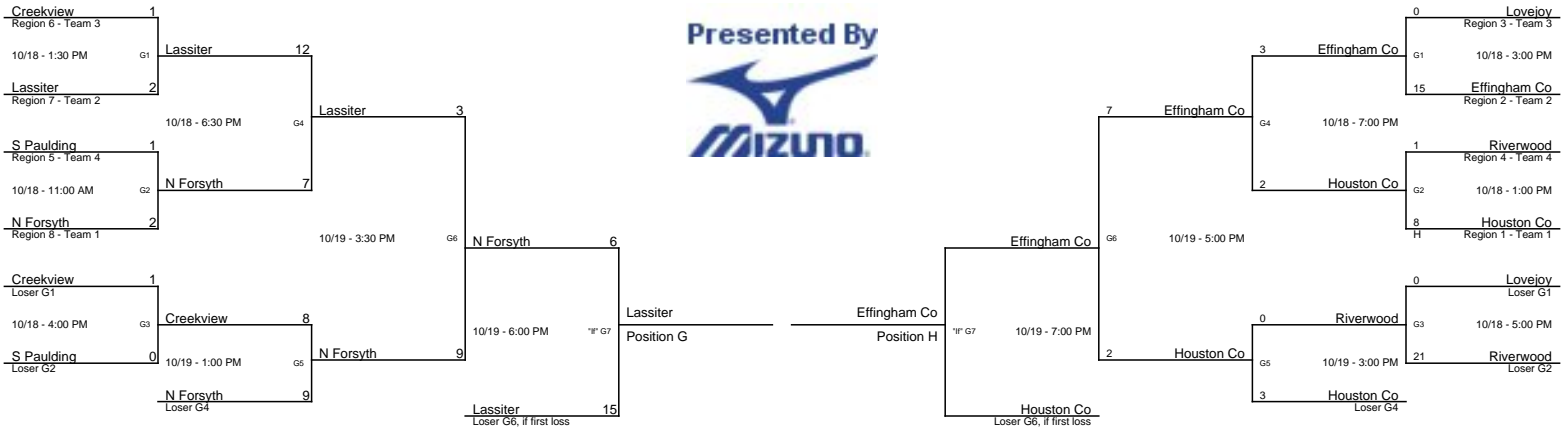 Presented By
MIZUNO
Creekview 1
Region 6 - Team 3
10/18 - 1:30 PM G1
Lassiter 2
Region 7 - Team 2
Lassiter 12
10/18 - 6:30 PM G4
S Paulding 1
Region 5 - Team 4
10/18 - 11:00 AM G2
N Forsyth 2
Region 8 - Team 1
N Forsyth 7
Lassiter 3
10/19 - 3:30 PM G6
Creekview 1
Loser G1
10/18 - 4:00 PM G3
S Paulding 0
Loser G2
Creekview 8
10/19 - 1:00 PM G5
N Forsyth 9
Loser G4
N Forsyth 9
N Forsyth 6
10/19 - 6:00 PM "If" G7
Lassiter 15
Loser G6, if first loss
Lassiter
Position G
Effingham Co
Position H
Effingham Co
"If" G7 10/19 - 7:00 PM
Houston Co
Loser G6, if first loss
7 Effingham Co
G6 10/19 - 5:00 PM
2 Houston Co
3 Effingham Co
G4 10/18 - 7:00 PM
2 Houston Co
0 Lovejoy
Region 3 - Team 3
G1 10/18 - 3:00 PM
15 Effingham Co
Region 2 - Team 2
1 Riverwood
Region 4 - Team 4
G2 10/18 - 1:00 PM
8 Houston Co
H Region 1 - Team 1
0 Riverwood
G5 10/19 - 3:00 PM
3 Houston Co
Loser G4
0 Lovejoy
Loser G1
G3 10/18 - 5:00 PM
21 Riverwood
Loser G2